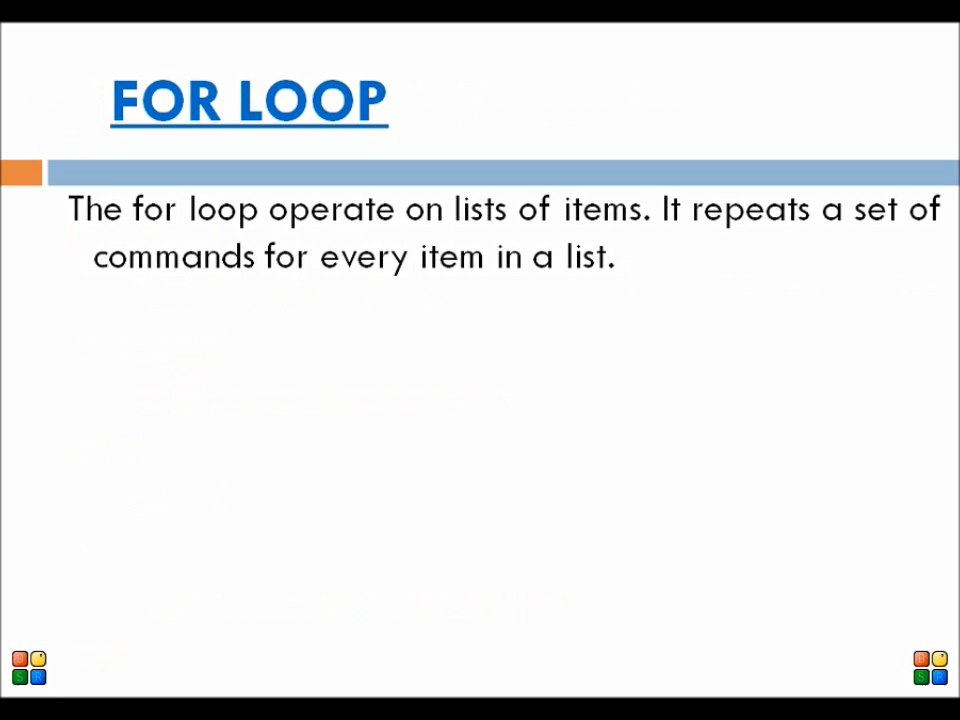 FOR LOOP
The for loop operate on lists of items. It repeats a set of
commands for every item in a list.